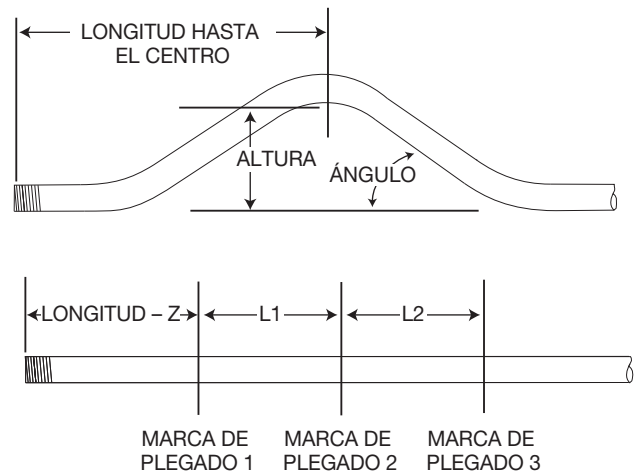 LONGITUD HASTA
EL CENTRO
ALTURA
ÁNGULO
LONGITUD – Z
L1
L2
MARCA DE
PLEGADO 1
MARCA DE
PLEGADO 2
MARCA DE
PLEGADO 3